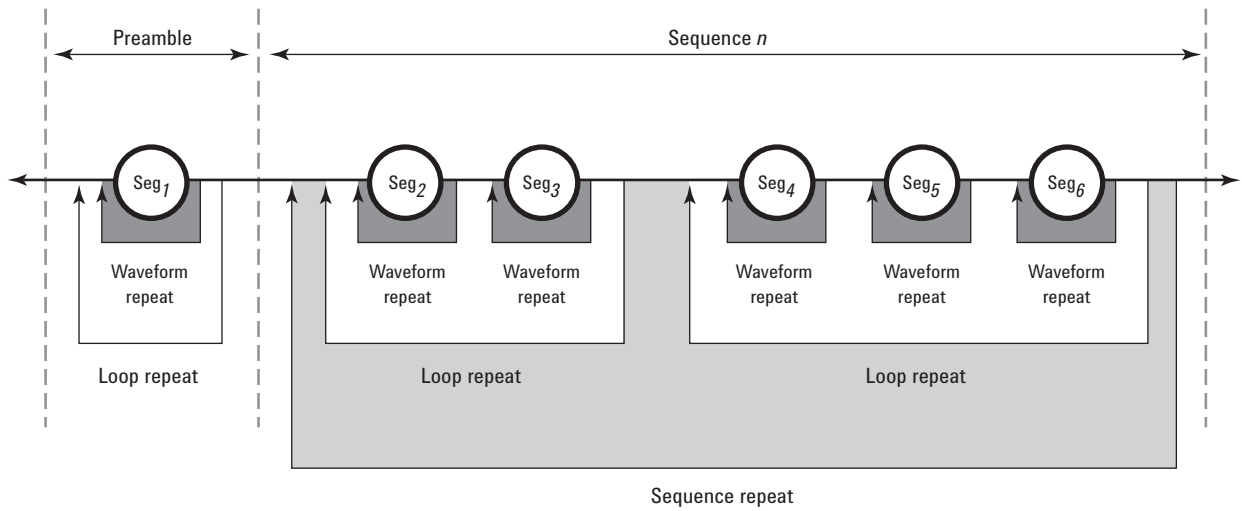 Preamble
Sequence n
Seg1
Seg2
Seg3
Seg4
Seg5
Seg6
Waveform
repeat
Waveform
repeat
Waveform
repeat
Waveform
repeat
Waveform
repeat
Waveform
repeat
Loop repeat
Loop repeat
Loop repeat
Sequence repeat